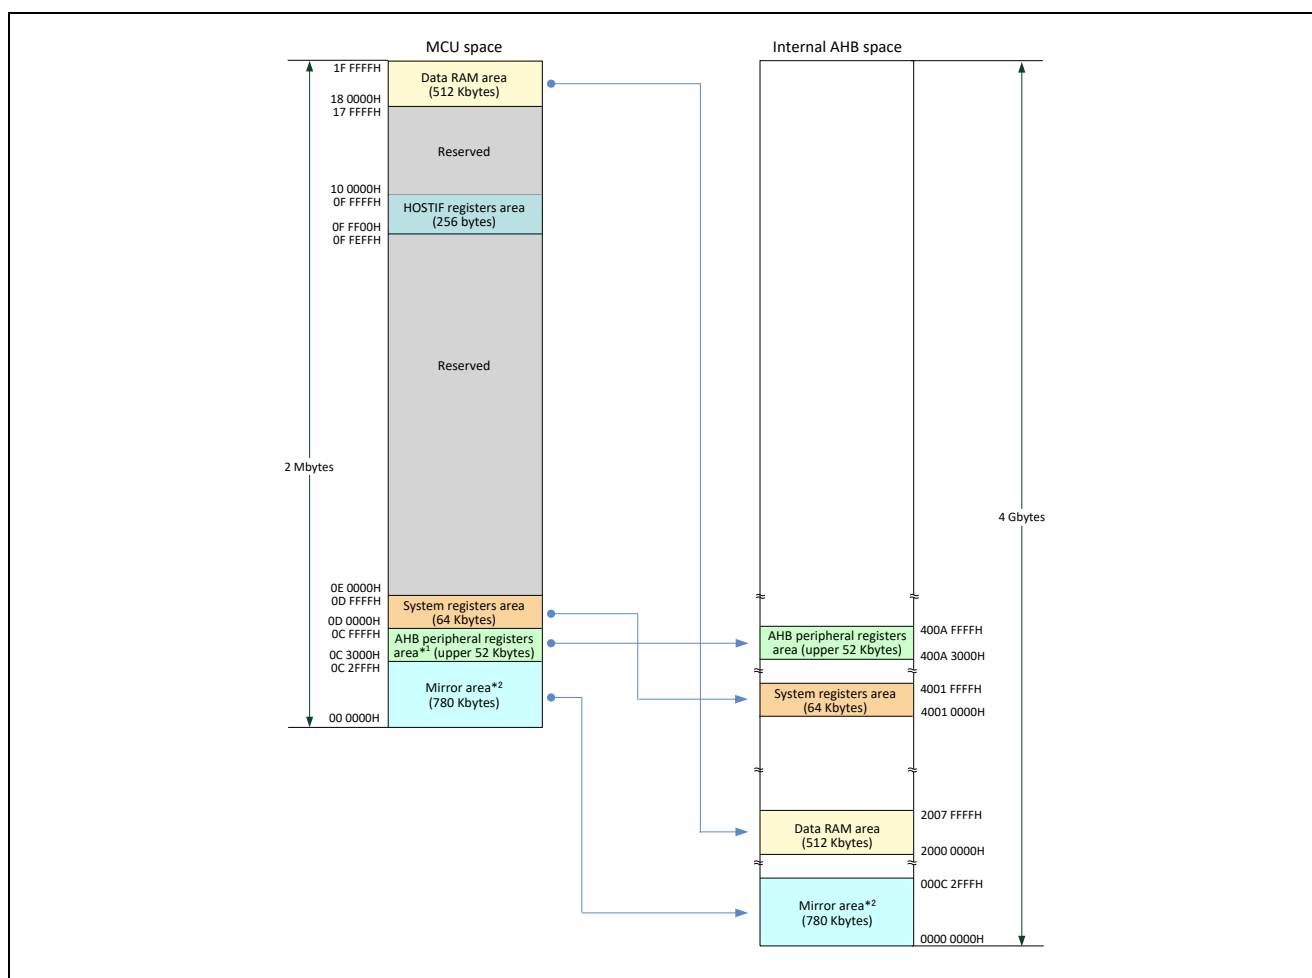 MCU space
Internal AHB space
1F FFFFH
Data RAM area
(512 Kbytes)
18 0000H
17 FFFFH
Reserved
10 0000H
0F FFFFH
HOSTIF registers area
(256 bytes)
0F FF00H
0F FEFFH
Reserved
2 Mbytes
4 Gbytes
0E 0000H
0D FFFFH
System registers area
(64 Kbytes)
0D 0000H
0C FFFFH
AHB peripheral registers
area*1 (upper 52 Kbytes)
0C 3000H
0C 2FFFH
Mirror area*2
(780 Kbytes)
00 0000H
AHB peripheral registers
area (upper 52 Kbytes)
400A FFFFH
400A 3000H
System registers area
(64 Kbytes)
4001 FFFFH
4001 0000H
2007 FFFFH
Data RAM area
(512 Kbytes)
2000 0000H
000C 2FFFH
Mirror area*2
(780 Kbytes)
0000 0000H